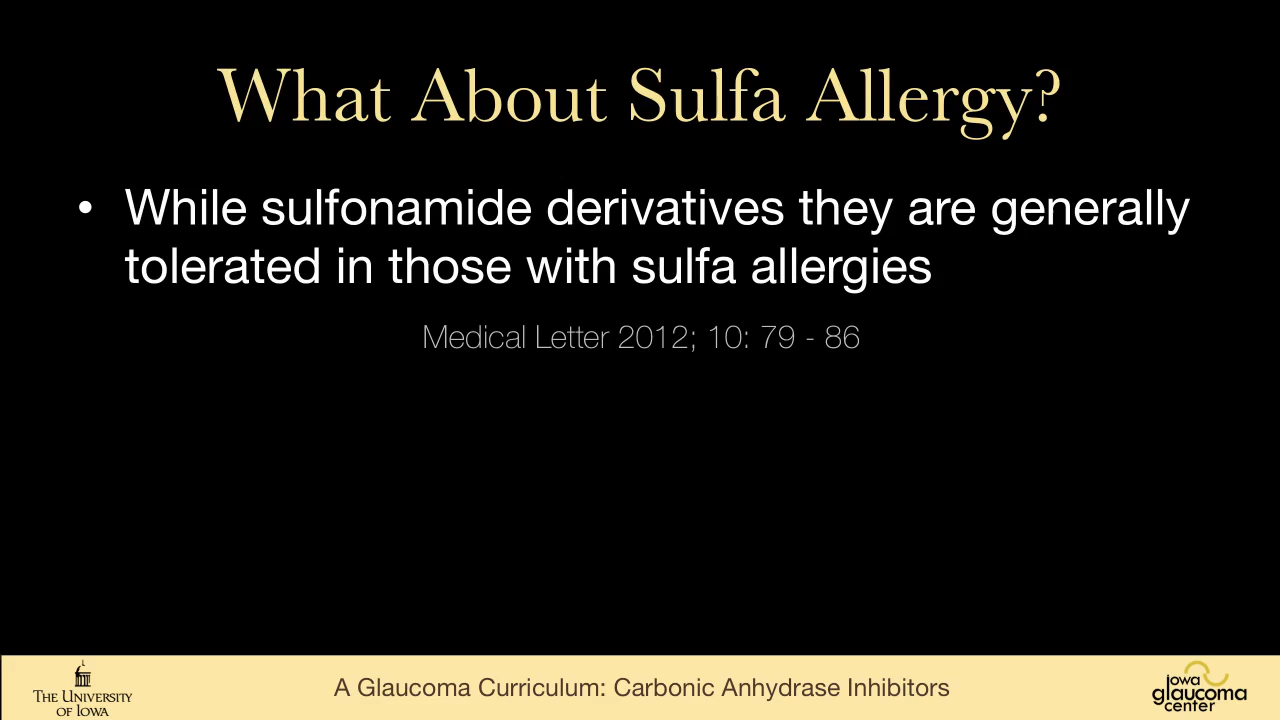 What About Sulfa Allergy?
• While sulfonamide derivatives they are generally
tolerated in those with sulfa allergies
Medical Letter 2012; 10: 79 - 86
THE UNIVERSITY
OF IOWA
A Glaucoma Curriculum: Carbonic Anhydrase Inhibitors
iowa
glaucoma
center